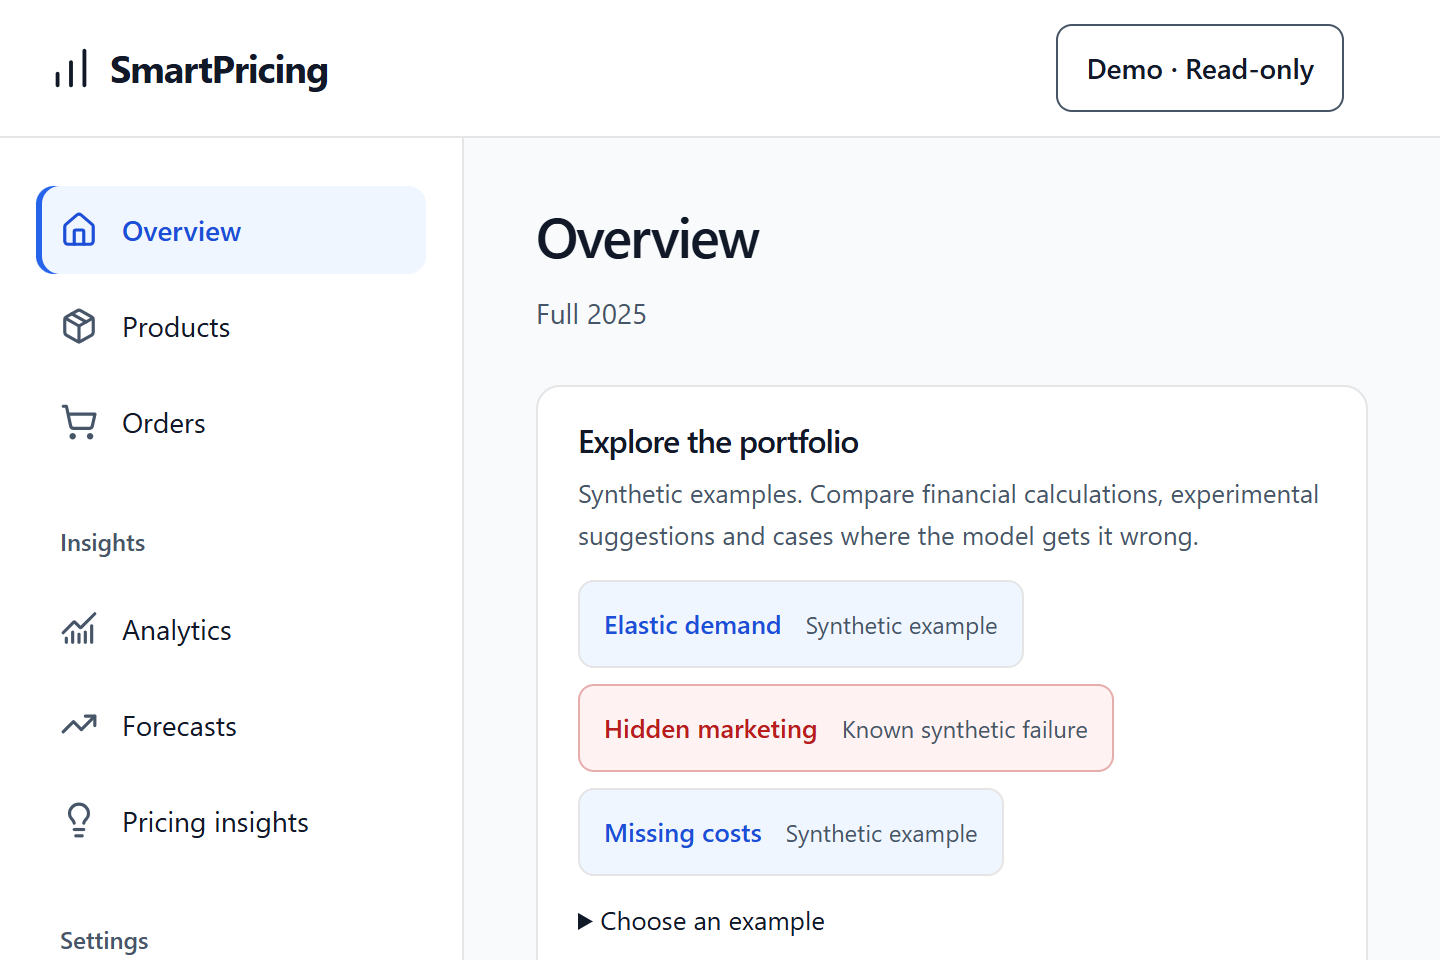 SmartPricing
Demo · Read-only
Overview
Products
Orders
Insights
Analytics
Forecasts
Pricing insights
Settings
Overview
Full 2025
Explore the portfolio
Synthetic examples. Compare financial calculations, experimental
suggestions and cases where the model gets it wrong.
Elastic demand Synthetic example
Hidden marketing Known synthetic failure
Missing costs Synthetic example
Choose an example